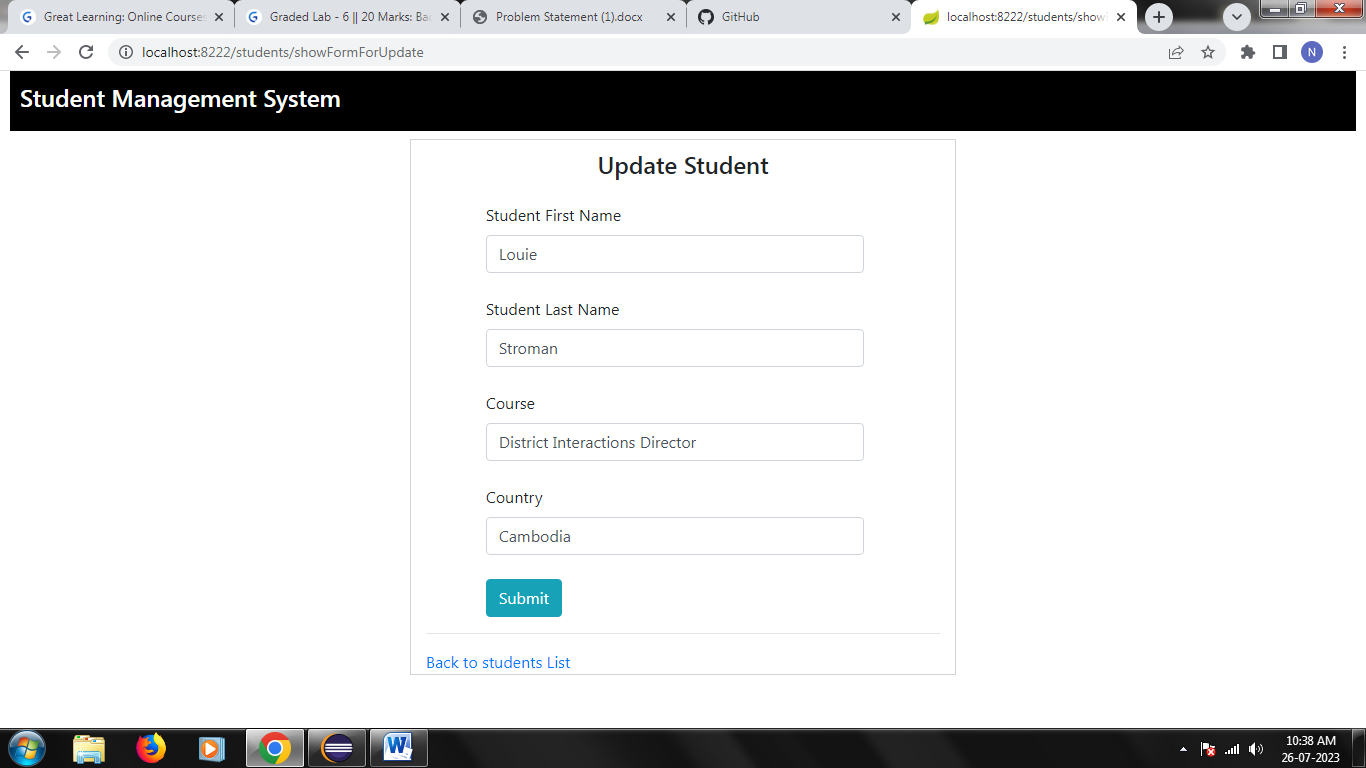 Great Learning: Online Courses
Graded Lab - 6 || 20 Marks: Ba
Problem Statement (1).docx
GitHub
localhost:8222/students/show
localhost:8222/students/showFormForUpdate
N
Student Management System
Update Student
Student First Name
Louie
Student Last Name
Stroman
Course
District Interactions Director
Country
Cambodia
Submit
Back to students List
10:38 AM
26-07-2023